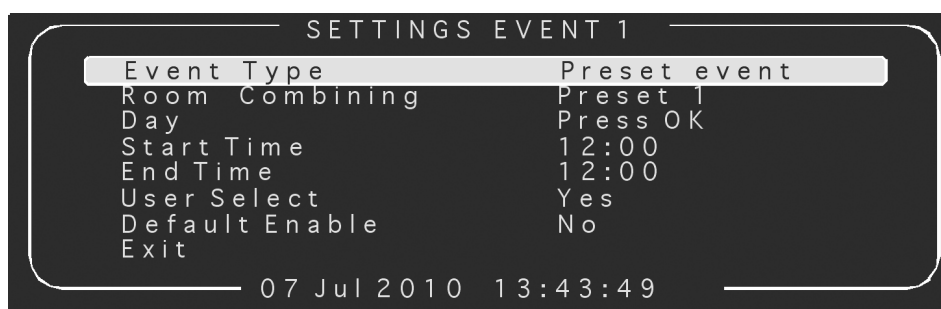 SETTINGS EVENT 1
Event Type Preset event
Room Combining Preset 1
Day Press OK
Start Time 12:00
End Time 12:00
User Select Yes
Default Enable No
Exit
07 Jul 2010 13:43:49